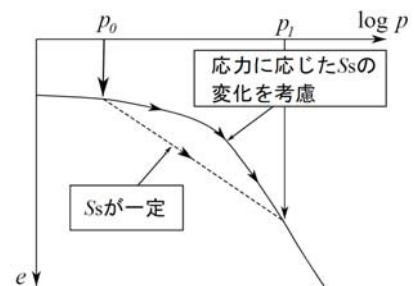 p₀
p₁
log p
応力に応じたSsの
変化を考慮
Ssが一定
e